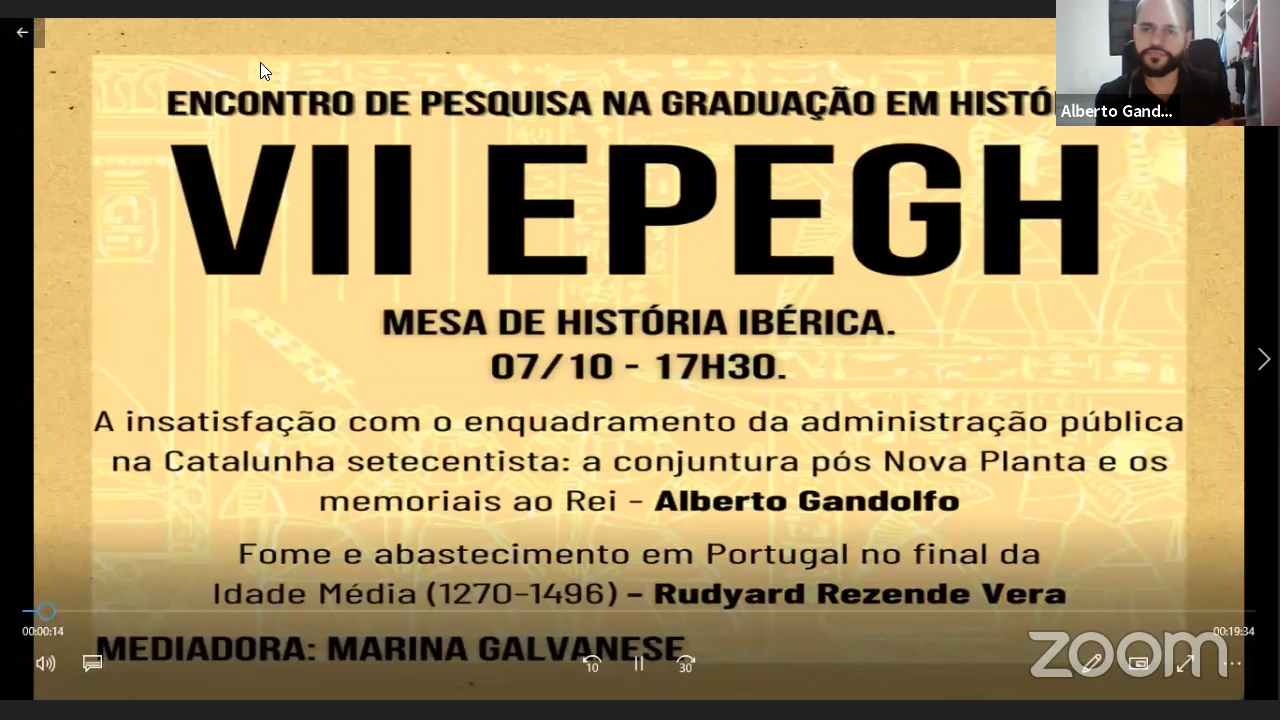 ENCONTRO DE PESQUISA NA GRADUAÇÃO EM HISTÓ
Alberto Gand...
VII EPEGH
MESA DE HISTÓRIA IBÉRICA.
07/10 - 17H30.
A insatisfação com o enquadramento da administração pública
na Catalunha setecentista: a conjuntura pós Nova Planta e os
memoriais ao Rei - Alberto Gandolfo
Fome e abastecimento em Portugal no final da
Idade Média (1270-1496) - Rudyard Rezende Vera
00:00:14
00:19:34
MEDIADORA: MARINA GALVANESE
10
30
zoom